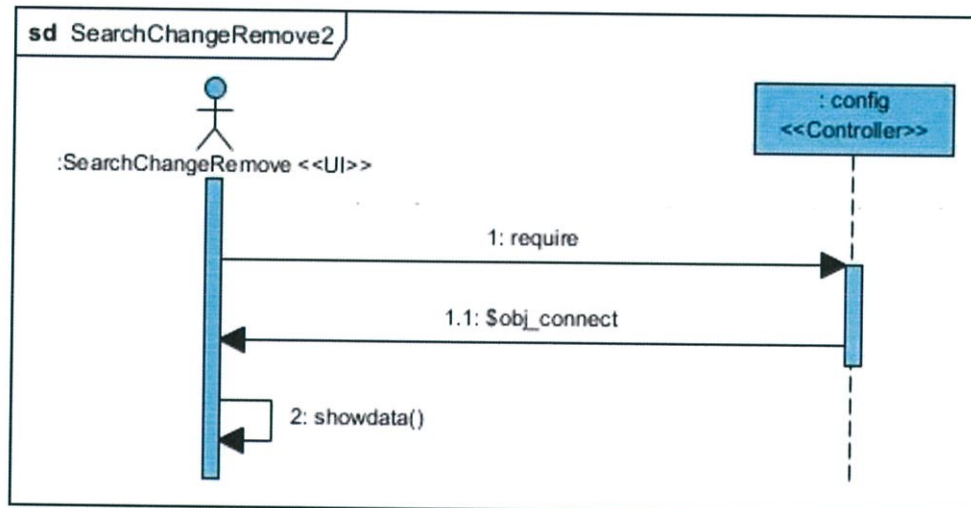 sd SearchChangeRemove2
: config
<<Controller>>
:SearchChangeRemove <<UI>>
1: require
1.1: $obj_connect
2: showdata()